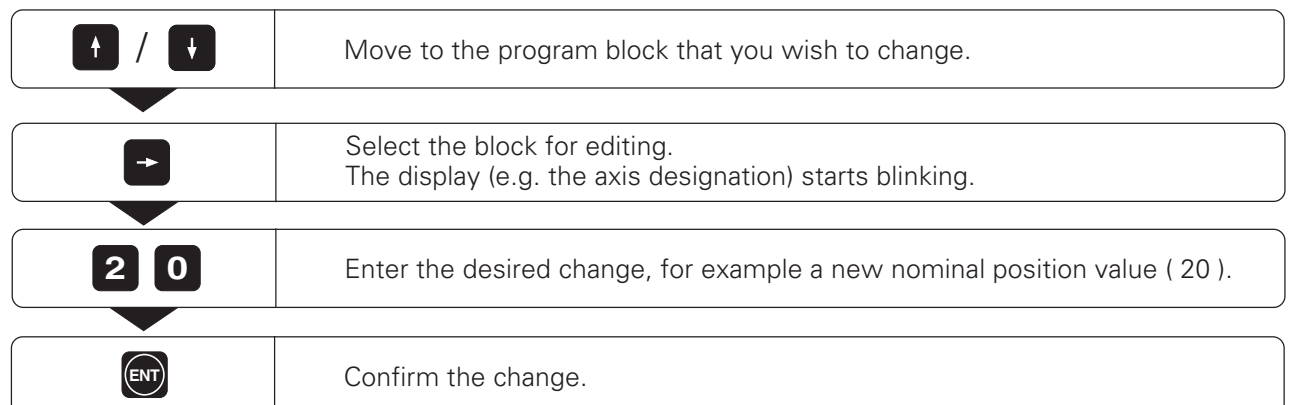 /
Move to the program block that you wish to change.
Select the block for editing.
The display (e.g. the axis designation) starts blinking.
2 0
Enter the desired change, for example a new nominal position value ( 20 ).
ENT
Confirm the change.